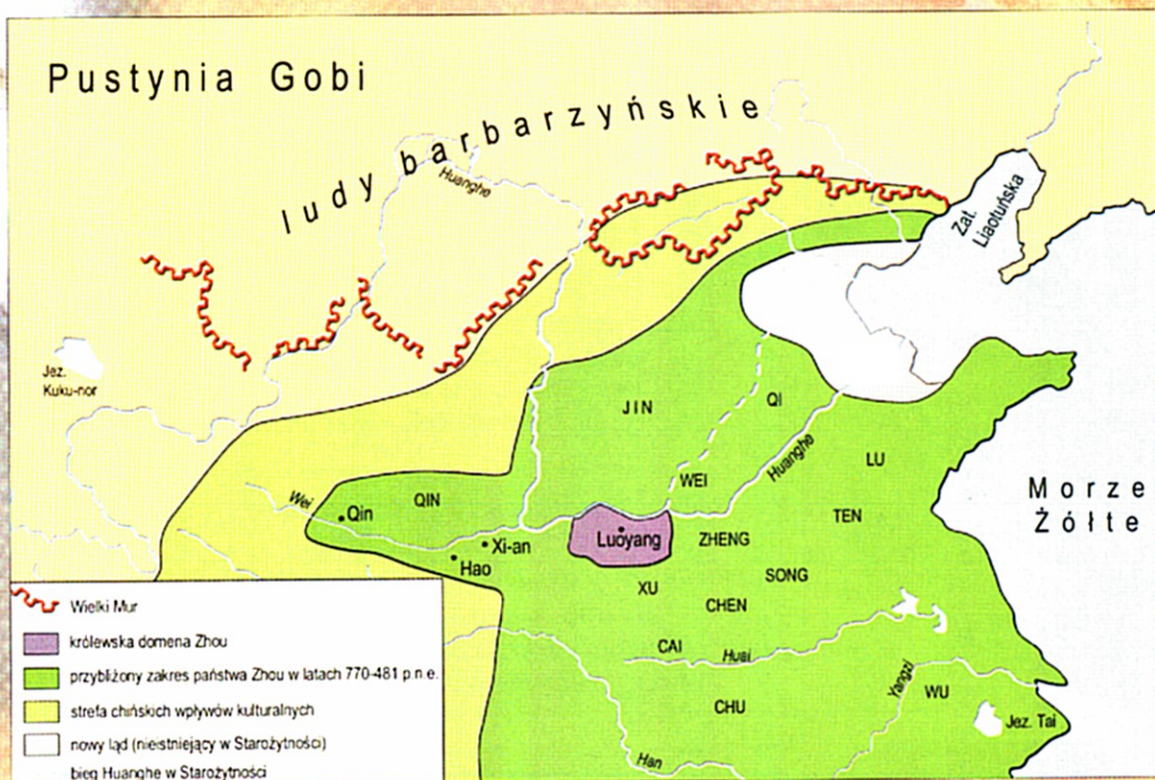 Pustynia Gobi
ludy barbarzyńskie
Huanghe
Zat.
Liaotuńska
Jez.
Kuku-nor
JIN
QI
Huanghe
LU
WEI
Morze
Żółte
Wei
Qin
QIN
TEN
Xi-an
Luoyang
ZHENG
Hao
SONG
XU
CHEN
CAI
Huai
Yangzi
WU
CHU
Jez. Tai
Han
Wielki Mur
królewska domena Zhou
przybliżony zakres państwa Zhou w latach 770-481 p.n.e.
strefa chińskich wpływów kulturalnych
nowy ląd (nieistniejący w Starożytności)
bieg Huanghe w Starożytności